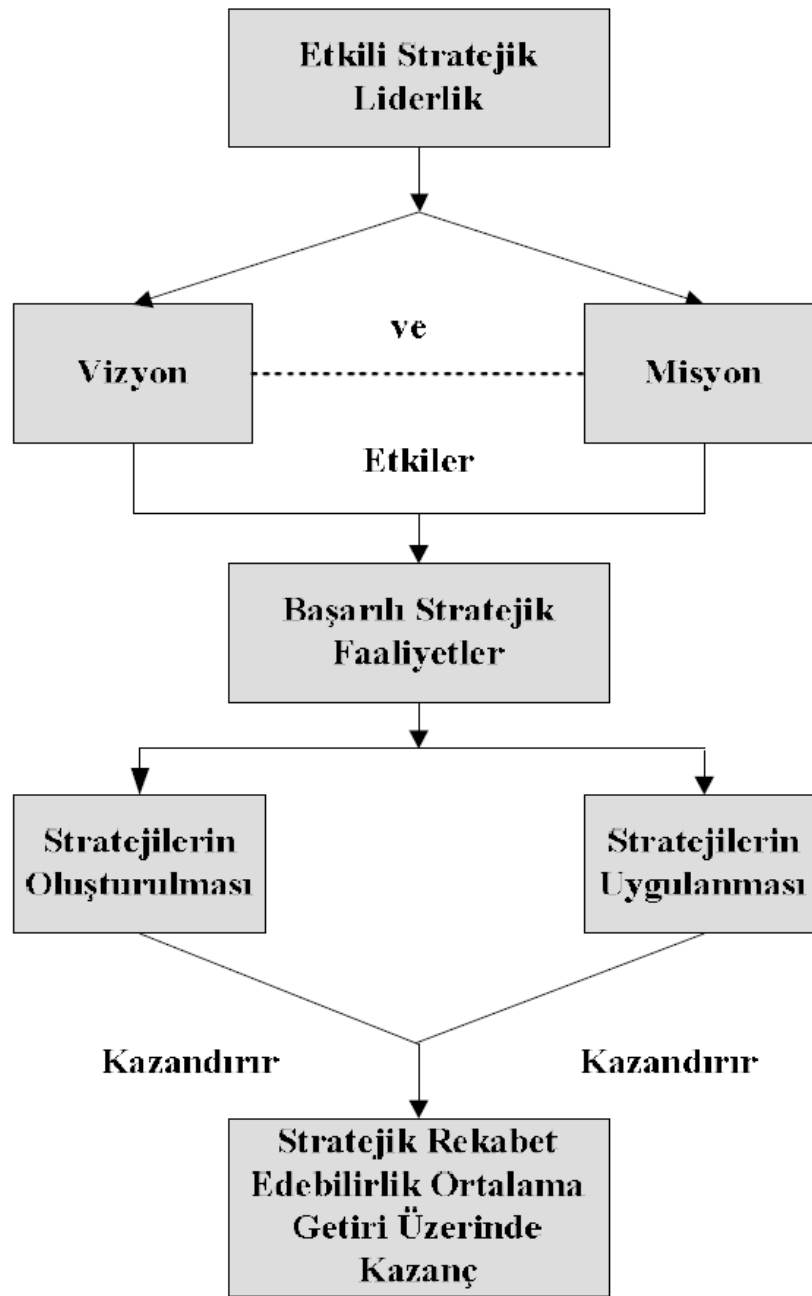 Etkili Stratejik
Liderlik
ve
Vizyon
Misyon
Etkiler
Başarılı Stratejik
Faaliyetler
Stratejilerin
Oluşturulması
Stratejilerin
Uygulanması
Kazandırır
Kazandırır
Stratejik Rekabet
Edebilirlik Ortalama
Getiri Üzerinde
Kazanç